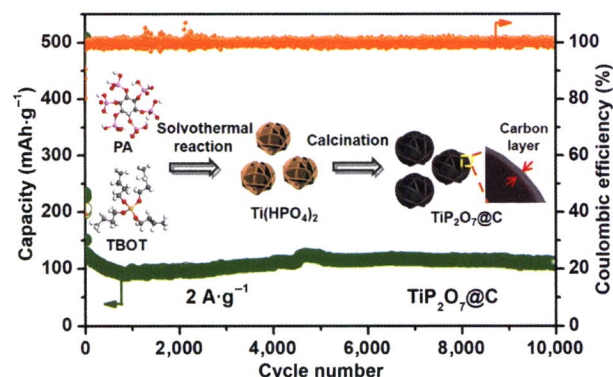 500
400
300
200
100
0
Capacity (mAh·g⁻¹)
100
80
60
40
20
0
Coulombic efficiency (%)
PA
TBOT
Solvothermal
reaction
Ti(HPO₄)₂
Calcination
TiP₂O₇@C
Carbon
layer
2 A·g⁻¹
TiP₂O₇@C
0
2,000
4,000
6,000
8,000
10,000
Cycle number